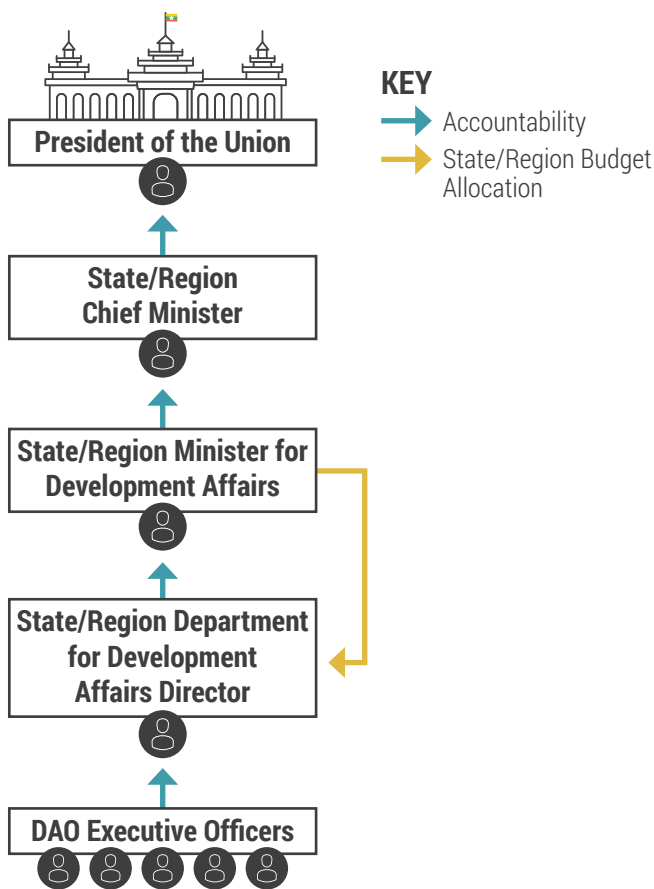 President of the Union
KEY
Accountability
State/Region Budget
Allocation
State/Region
Chief Minister
State/Region Minister for
Development Affairs
State/Region Department
for Development
Affairs Director
DAO Executive Officers